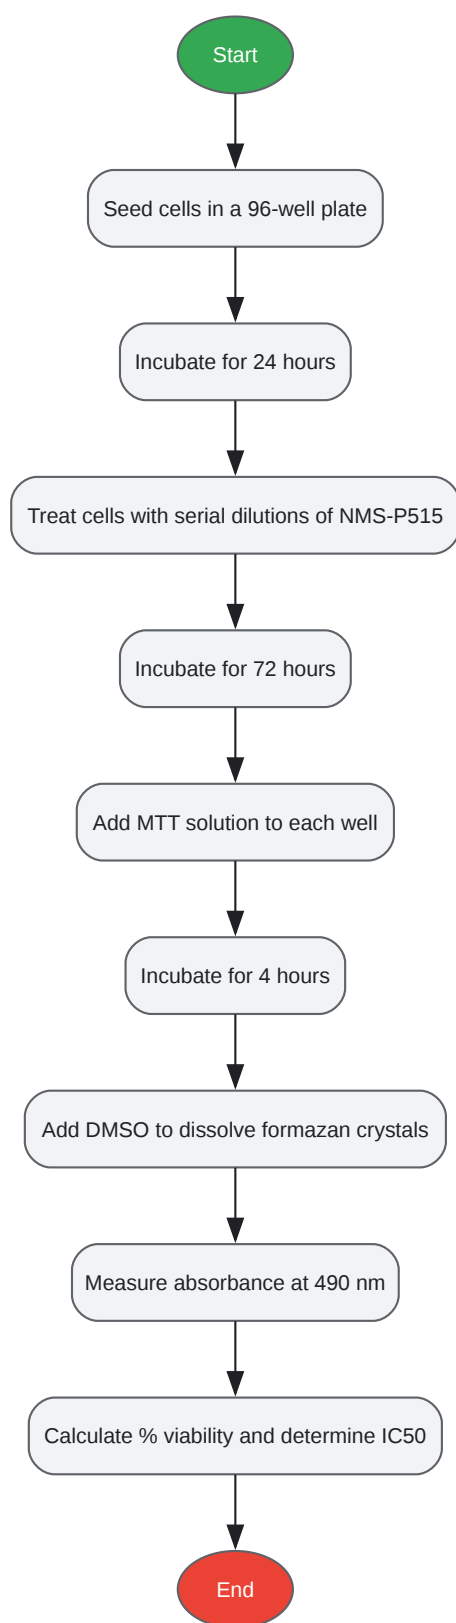 Start
Seed cells in a 96-well plate
Incubate for 24 hours
Treat cells with serial dilutions of NMS-P515
Incubate for 72 hours
Add MTT solution to each well
Incubate for 4 hours
Add DMSO to dissolve formazan crystals
Measure absorbance at 490 nm
Calculate % viability and determine IC50
End